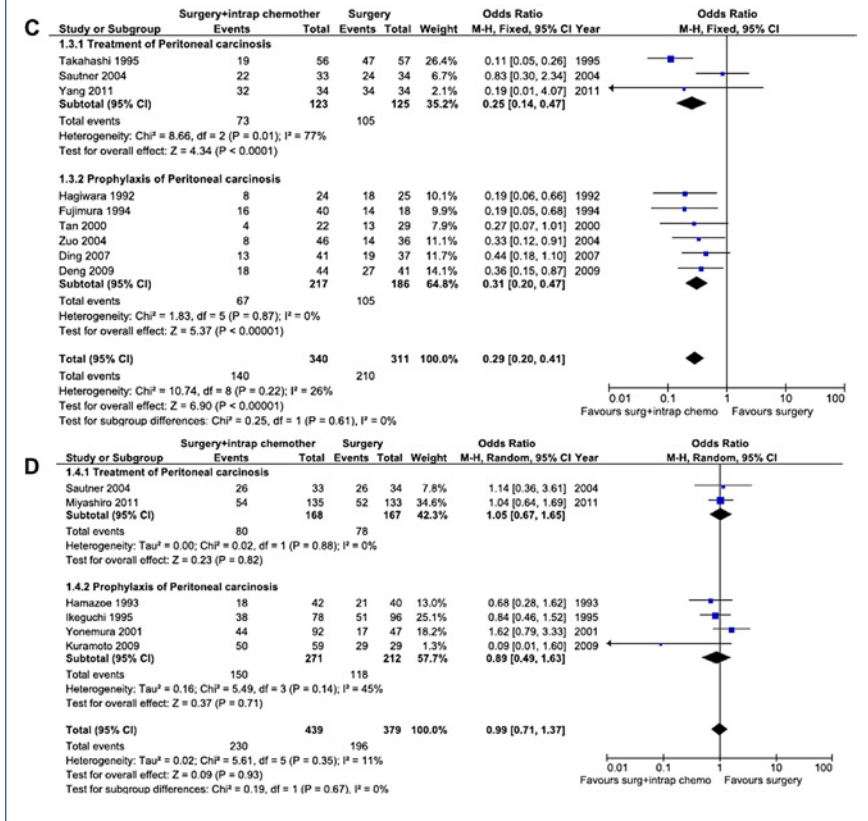 C
Surgery+intrap chemother Surgery Odds Ratio Odds Ratio
Study or Subgroup Events Total Events Total Weight M-H, Fixed, 95% CI Year M-H, Fixed, 95% CI
1.3.1 Treatment of Peritoneal carcinosis
Takahashi 1995 19 56 47 57 26.4% 0.11 [0.05, 0.26] 1995
Sautner 2004 22 33 24 34 6.7% 0.83 [0.30, 2.34] 2004
Yang 2011 32 34 34 34 2.1% 0.19 [0.01, 4.07] 2011
Subtotal (95% CI) 123 125 35.2% 0.25 [0.14, 0.47]
Total events 73 105
Heterogeneity: Chi² = 8.66, df = 2 (P = 0.01); I² = 77%
Test for overall effect: Z = 4.34 (P < 0.0001)
1.3.2 Prophylaxis of Peritoneal carcinosis
Hagiwara 1992 8 24 18 25 10.1% 0.19 [0.06, 0.66] 1992
Fujimura 1994 16 40 14 18 9.9% 0.19 [0.05, 0.68] 1994
Tan 2000 4 22 13 29 7.9% 0.27 [0.07, 1.01] 2000
Zuo 2004 8 46 14 36 11.1% 0.33 [0.12, 0.91] 2004
Ding 2007 13 41 19 37 11.7% 0.44 [0.18, 1.10] 2007
Deng 2009 18 44 27 41 14.1% 0.36 [0.15, 0.87] 2009
Subtotal (95% CI) 217 186 64.8% 0.31 [0.20, 0.47]
Total events 67 105
Heterogeneity: Chi² = 1.83, df = 5 (P = 0.87); I² = 0%
Test for overall effect: Z = 5.37 (P < 0.00001)
Total (95% CI) 340 311 100.0% 0.29 [0.20, 0.41]
Total events 140 210
Heterogeneity: Chi² = 10.74, df = 8 (P = 0.22); I² = 26%
Test for overall effect: Z = 6.90 (P < 0.00001)
Test for subgroup differences: Chi² = 0.25, df = 1 (P = 0.61), I² = 0%
0.01 0.1 1 10 100
Favours surg+intrap chemo Favours surgery
D
Surgery+intrap chemother Surgery Odds Ratio Odds Ratio
Study or Subgroup Events Total Events Total Weight M-H, Random, 95% CI Year M-H, Random, 95% CI
1.4.1 Treatment of Peritoneal carcinosis
Sautner 2004 26 33 26 34 7.8% 1.14 [0.36, 3.61] 2004
Miyashiro 2011 54 135 52 133 34.6% 1.04 [0.64, 1.69] 2011
Subtotal (95% CI) 168 167 42.3% 1.05 [0.67, 1.65]
Total events 80 78
Heterogeneity: Tau² = 0.00; Chi² = 0.02, df = 1 (P = 0.88); I² = 0%
Test for overall effect: Z = 0.23 (P = 0.82)
1.4.2 Prophylaxis of Peritoneal carcinosis
Hamazoe 1993 18 42 21 40 13.0% 0.68 [0.28, 1.62] 1993
Ikeguchi 1995 38 78 51 96 25.1% 0.84 [0.46, 1.52] 1995
Yonemura 2001 44 92 17 47 18.2% 1.62 [0.79, 3.33] 2001
Kuramoto 2009 50 59 29 29 1.3% 0.09 [0.01, 1.60] 2009
Subtotal (95% CI) 271 212 57.7% 0.89 [0.49, 1.63]
Total events 150 118
Heterogeneity: Tau² = 0.16; Chi² = 5.49, df = 3 (P = 0.14); I² = 45%
Test for overall effect: Z = 0.37 (P = 0.71)
Total (95% CI) 439 379 100.0% 0.99 [0.71, 1.37]
Total events 230 196
Heterogeneity: Tau² = 0.02; Chi² = 5.61, df = 5 (P = 0.35); I² = 11%
Test for overall effect: Z = 0.09 (P = 0.93)
Test for subgroup differences: Chi² = 0.19, df = 1 (P = 0.67), I² = 0%
0.01 0.1 1 10 100
Favours surg+intrap chemo Favours surgery